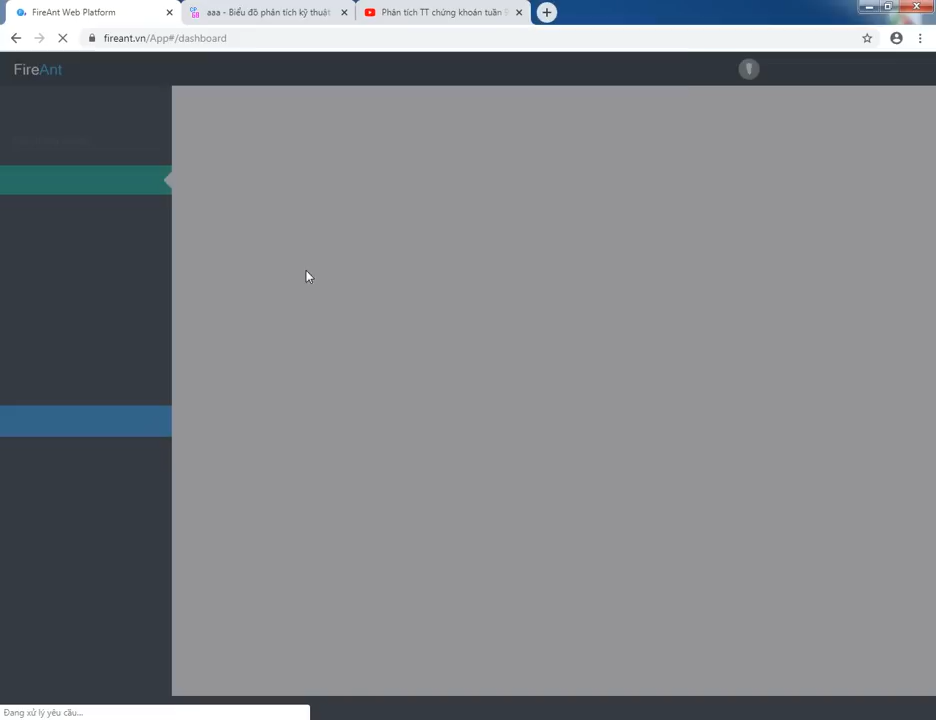 FireAnt Web Platform
aaa - Biểu đồ phân tích kỹ thuật
Phân tích TT chứng khoán tuần
fireant.vn/App#/dashboard
FireAnt
Đang xử lý yêu cầu...